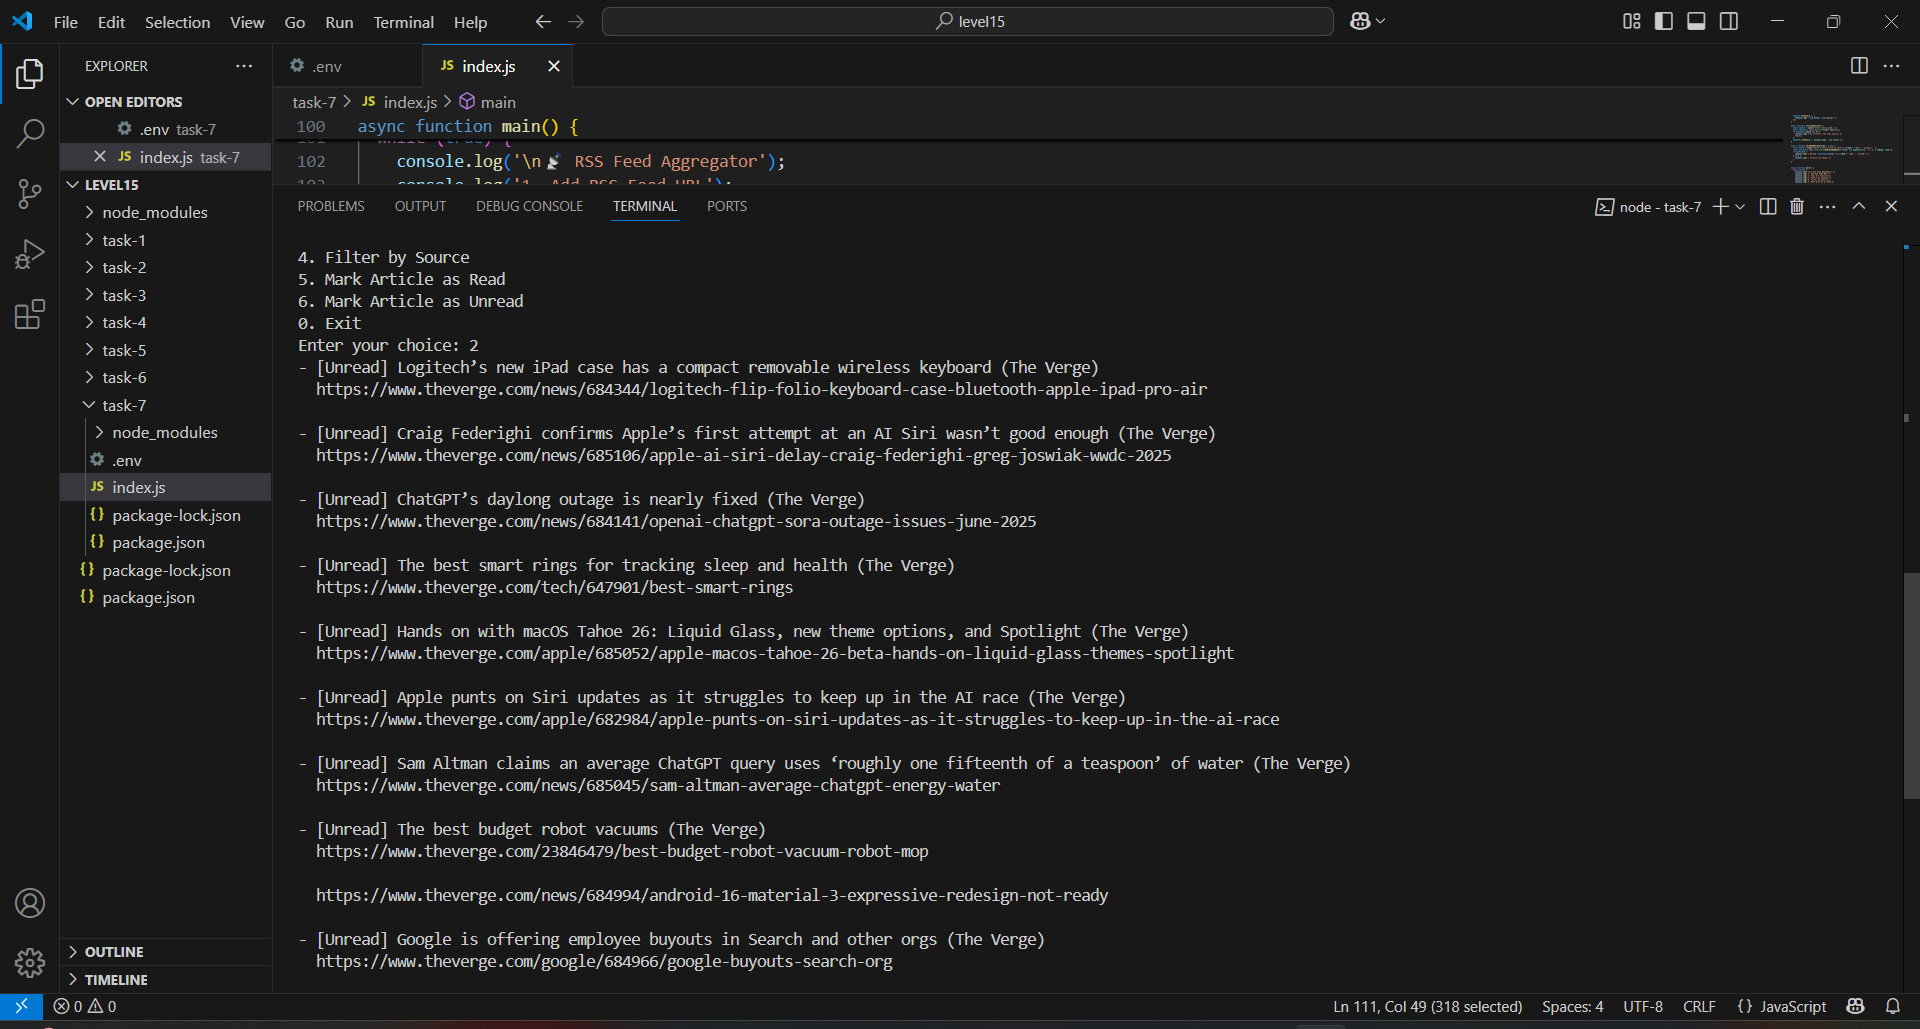 File Edit Selection View Go Run Terminal Help
level15
EXPLORER
OPEN EDITORS
.env task-7
JS index.js task-7
LEVEL15
node_modules
task-1
task-2
task-3
task-4
task-5
task-6
task-7
node_modules
.env
JS index.js
{} package-lock.json
{} package.json
{} package-lock.json
{} package.json
OUTLINE
TIMELINE
.env
JS index.js
task-7 > JS index.js > main
100 async function main() {
101 while (true) {
102 console.log('\n📡 RSS Feed Aggregator');
103 console.log('1. Add RSS Feed URL');
PROBLEMS OUTPUT DEBUG CONSOLE TERMINAL PORTS
node - task-7
4. Filter by Source
5. Mark Article as Read
6. Mark Article as Unread
0. Exit
Enter your choice: 2
- [Unread] Logitech’s new iPad case has a compact removable wireless keyboard (The Verge)
https://www.theverge.com/news/684344/logitech-flip-folio-keyboard-case-bluetooth-apple-ipad-pro-air
- [Unread] Craig Federighi confirms Apple’s first attempt at an AI Siri wasn’t good enough (The Verge)
https://www.theverge.com/news/685106/apple-ai-siri-delay-craig-federighi-greg-joswiak-wwdc-2025
- [Unread] ChatGPT’s daylong outage is nearly fixed (The Verge)
https://www.theverge.com/news/684141/openai-chatgpt-sora-outage-issues-june-2025
- [Unread] The best smart rings for tracking sleep and health (The Verge)
https://www.theverge.com/tech/647901/best-smart-rings
- [Unread] Hands on with macOS Tahoe 26: Liquid Glass, new theme options, and Spotlight (The Verge)
https://www.theverge.com/apple/685052/apple-macos-tahoe-26-beta-hands-on-liquid-glass-themes-spotlight
- [Unread] Apple punts on Siri updates as it struggles to keep up in the AI race (The Verge)
https://www.theverge.com/apple/682984/apple-punts-on-siri-updates-as-it-struggles-to-keep-up-in-the-ai-race
- [Unread] Sam Altman claims an average ChatGPT query uses ‘roughly one fifteenth of a teaspoon’ of water (The Verge)
https://www.theverge.com/news/685045/sam-altman-average-chatgpt-energy-water
- [Unread] The best budget robot vacuums (The Verge)
https://www.theverge.com/23846479/best-budget-robot-vacuum-robot-mop
https://www.theverge.com/news/684994/android-16-material-3-expressive-redesign-not-ready
- [Unread] Google is offering employee buyouts in Search and other orgs (The Verge)
https://www.theverge.com/google/684966/google-buyouts-search-org
0 0
Ln 111, Col 49 (318 selected) Spaces: 4 UTF-8 CRLF {} JavaScript